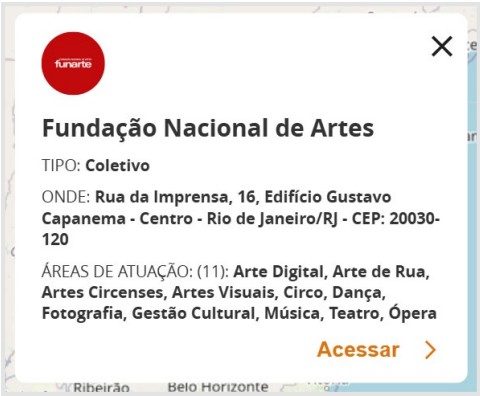 funarte
Fundação Nacional de Artes
TIPO: Coletivo
ONDE: Rua da Imprensa, 16, Edifício Gustavo
Capanema - Centro - Rio de Janeiro/RJ - CEP: 20030-
120
ÁREAS DE ATUAÇÃO: (11): Arte Digital, Arte de Rua,
Artes Circenses, Artes Visuais, Circo, Dança,
Fotografia, Gestão Cultural, Música, Teatro, Ópera
Acessar
Ribeirão
Belo Horizonte